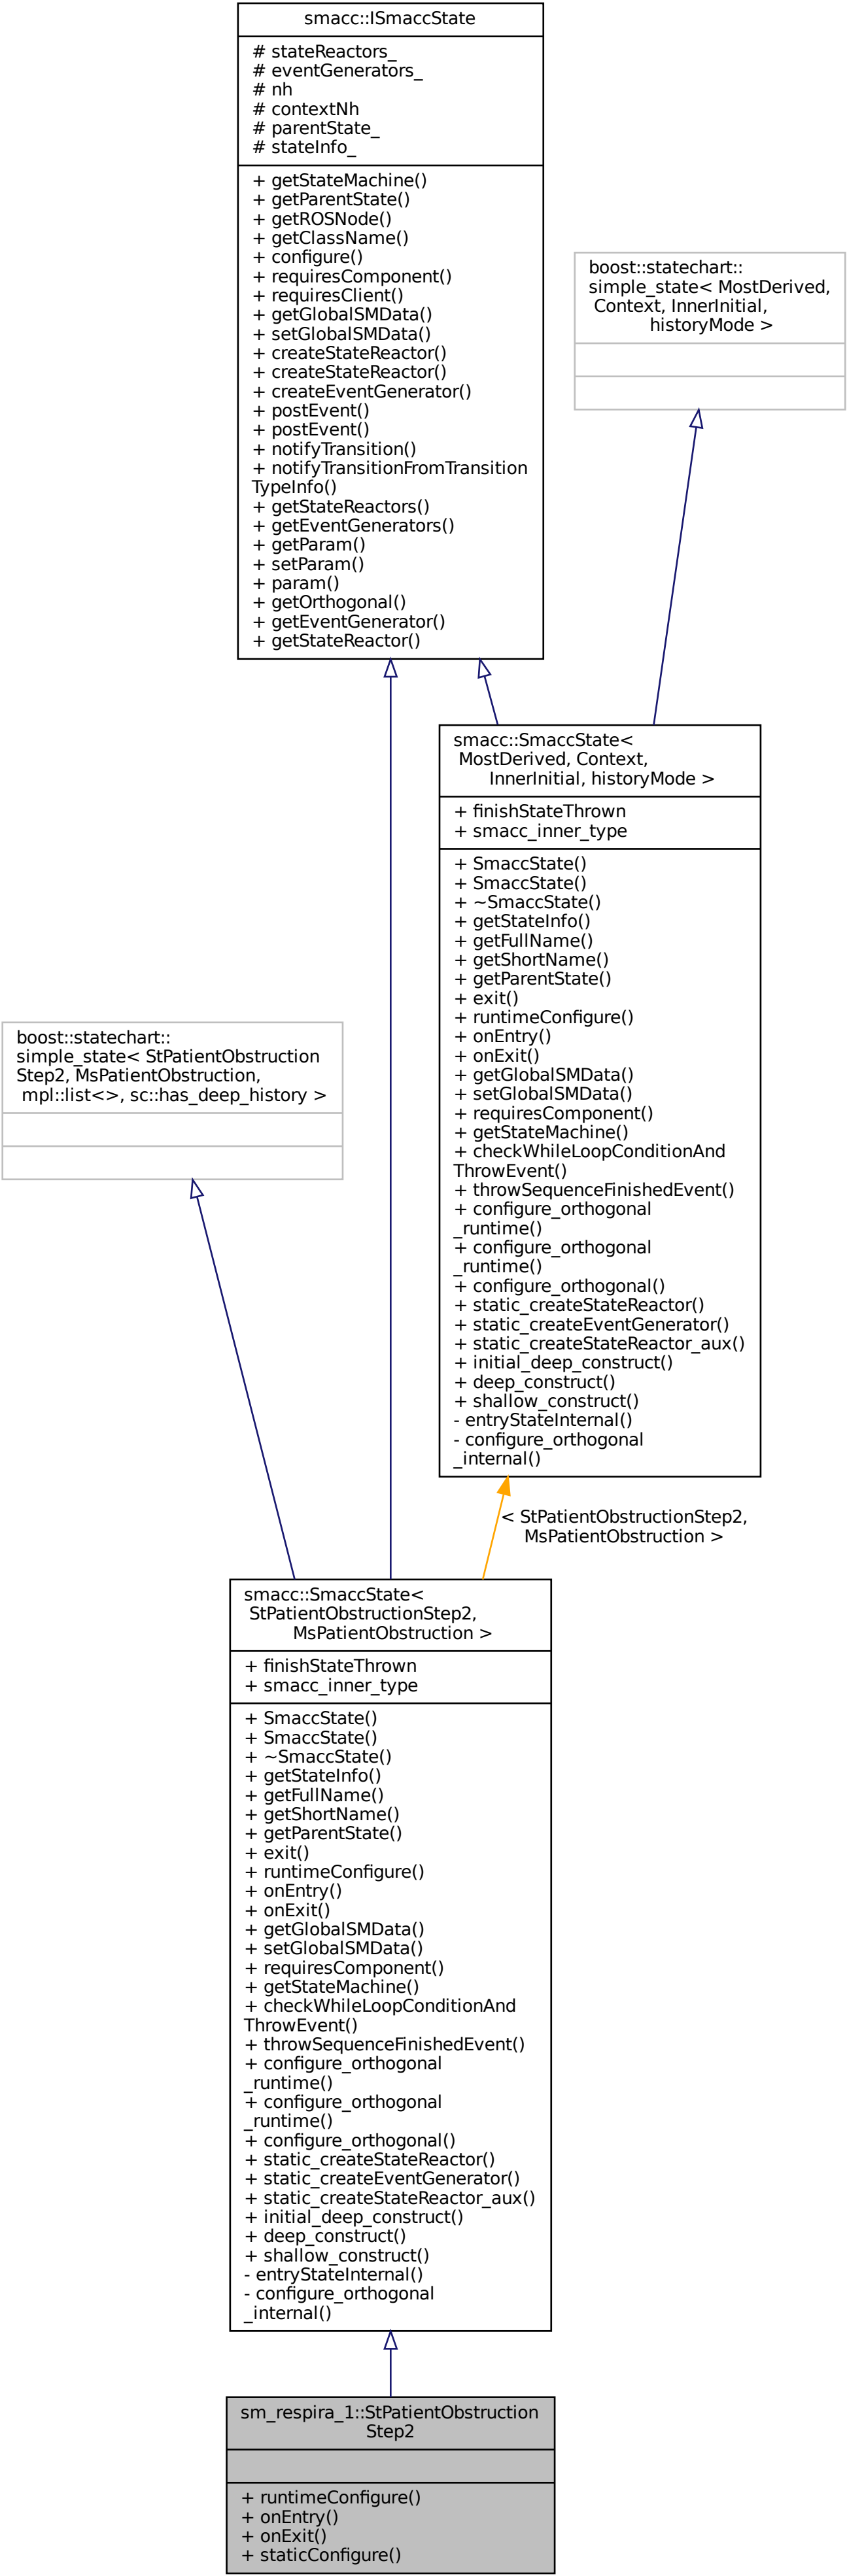 smacc::ISmaccState
# stateReactors_
# eventGenerators_
# nh
# contextNh
# parentState_
# stateInfo_
+ getStateMachine()
+ getParentState()
+ getROSNode()
+ getClassName()
+ configure()
+ requiresComponent()
+ requiresClient()
+ getGlobalSMData()
+ setGlobalSMData()
+ createStateReactor()
+ createStateReactor()
+ createEventGenerator()
+ postEvent()
+ postEvent()
+ notifyTransition()
+ notifyTransitionFromTransition
TypeInfo()
+ getStateReactors()
+ getEventGenerators()
+ getParam()
+ setParam()
+ param()
+ getOrthogonal()
+ getEventGenerator()
+ getStateReactor()
boost::statechart::
simple_state< MostDerived,
Context, InnerInitial,
historyMode >
smacc::SmaccState<
MostDerived, Context,
InnerInitial, historyMode >
+ finishStateThrown
+ smacc_inner_type
+ SmaccState()
+ SmaccState()
+ ~SmaccState()
+ getStateInfo()
+ getFullName()
+ getShortName()
+ getParentState()
+ exit()
+ runtimeConfigure()
+ onEntry()
+ onExit()
+ getGlobalSMData()
+ setGlobalSMData()
+ requiresComponent()
+ getStateMachine()
+ checkWhileLoopConditionAnd
ThrowEvent()
+ throwSequenceFinishedEvent()
+ configure_orthogonal
_runtime()
+ configure_orthogonal
_runtime()
+ configure_orthogonal()
+ static_createStateReactor()
+ static_createEventGenerator()
+ static_createStateReactor_aux()
+ initial_deep_construct()
+ deep_construct()
+ shallow_construct()
- entryStateInternal()
- configure_orthogonal
_internal()
boost::statechart::
simple_state< StPatientObstruction
Step2, MsPatientObstruction,
mpl::list<>, sc::has_deep_history >
< StPatientObstructionStep2,
MsPatientObstruction >
smacc::SmaccState<
StPatientObstructionStep2,
MsPatientObstruction >
+ finishStateThrown
+ smacc_inner_type
+ SmaccState()
+ SmaccState()
+ ~SmaccState()
+ getStateInfo()
+ getFullName()
+ getShortName()
+ getParentState()
+ exit()
+ runtimeConfigure()
+ onEntry()
+ onExit()
+ getGlobalSMData()
+ setGlobalSMData()
+ requiresComponent()
+ getStateMachine()
+ checkWhileLoopConditionAnd
ThrowEvent()
+ throwSequenceFinishedEvent()
+ configure_orthogonal
_runtime()
+ configure_orthogonal
_runtime()
+ configure_orthogonal()
+ static_createStateReactor()
+ static_createEventGenerator()
+ static_createStateReactor_aux()
+ initial_deep_construct()
+ deep_construct()
+ shallow_construct()
- entryStateInternal()
- configure_orthogonal
_internal()
sm_respira_1::StPatientObstruction
Step2
+ runtimeConfigure()
+ onEntry()
+ onExit()
+ staticConfigure()